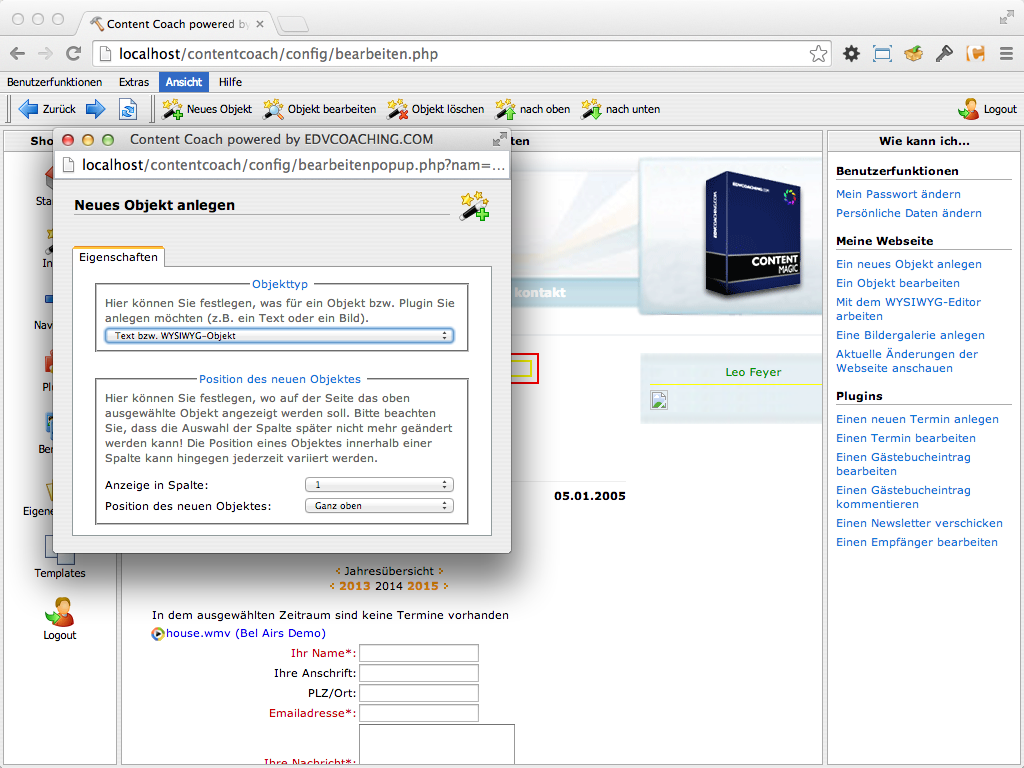 Content Coach powered by
localhost/contentcoach/config/bearbeiten.php
Benutzerfunktionen Extras Ansicht Hilfe
Zurück Neues Objekt Objekt bearbeiten Objekt löschen nach oben nach unten Logout
Content Coach powered by EDVCOACHING.COM
localhost/contentcoach/config/bearbeitenpopup.php?nam=...
Neues Objekt anlegen
Eigenschaften
Objekttyp
Hier können Sie festlegen, was für ein Objekt bzw. Plugin Sie
anlegen möchten (z.B. ein Text oder ein Bild).
Text bzw. WYSIWYG-Objekt
Position des neuen Objektes
Hier können Sie festlegen, wo auf der Seite das oben
ausgewählte Objekt angezeigt werden soll. Bitte beachten
Sie, dass die Auswahl der Spalte später nicht mehr geändert
werden kann! Die Position eines Objektes innerhalb einer
Spalte kann hingegen jederzeit variiert werden.
Anzeige in Spalte: 1
Position des neuen Objektes: Ganz oben
Templates
Logout
EDVCOACHING.COM
EDVCOACHING.COM
CONTENT
MAGIC
kontakt
Leo Feyer
05.01.2005
‹ Jahresübersicht ›
‹ 2013 2014 2015 ›
In dem ausgewählten Zeitraum sind keine Termine vorhanden
house.wmv (Bel Airs Demo)
Ihr Name*:
Ihre Anschrift:
PLZ/Ort:
Emailadresse*:
Ihre Nachricht*:
Wie kann ich...
Benutzerfunktionen
Mein Passwort ändern
Persönliche Daten ändern
Meine Webseite
Ein neues Objekt anlegen
Ein Objekt bearbeiten
Mit dem WYSIWYG-Editor
arbeiten
Eine Bildergalerie anlegen
Aktuelle Änderungen der
Webseite anschauen
Plugins
Einen neuen Termin anlegen
Einen Termin bearbeiten
Einen Gästebucheintrag
bearbeiten
Einen Gästebucheintrag
kommentieren
Einen Newsletter verschicken
Einen Empfänger bearbeiten